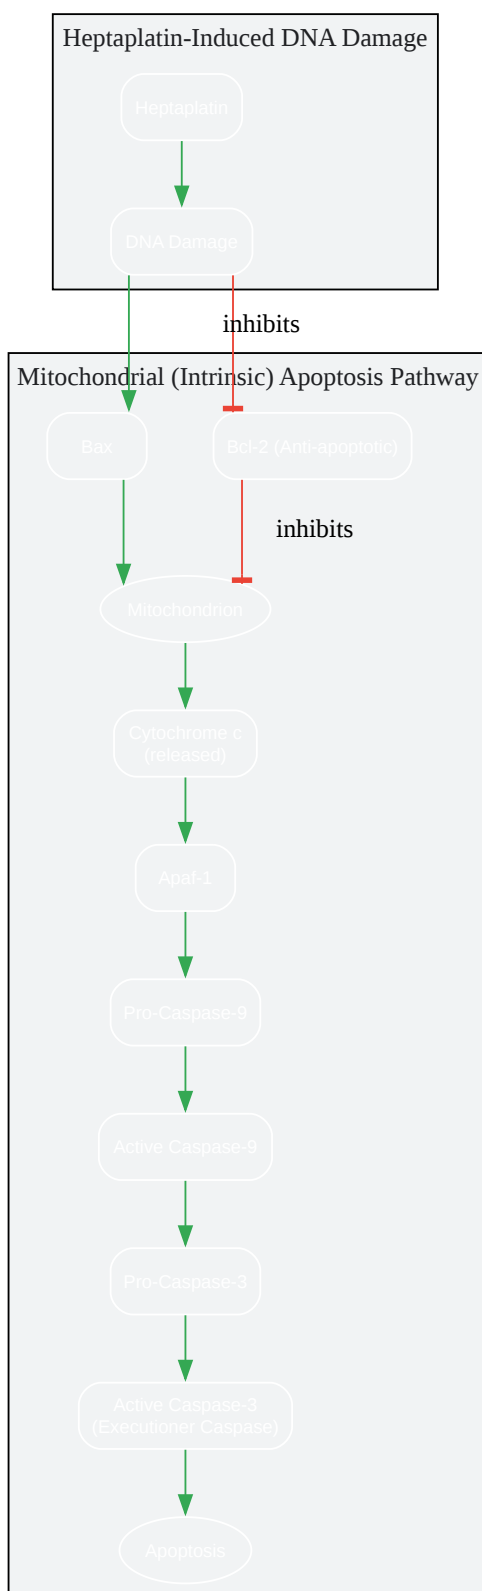 Heptaplatin-Induced DNA Damage
Heptaplatin
DNA Damage
inhibits
Mitochondrial (Intrinsic) Apoptosis Pathway
Bax
Bcl-2 (Anti-apoptotic)
inhibits
Mitochondrion
Cytochrome c
(released)
Apaf-1
Pro-Caspase-9
Active Caspase-9
Pro-Caspase-3
Active Caspase-3
(Executioner Caspase)
Apoptosis